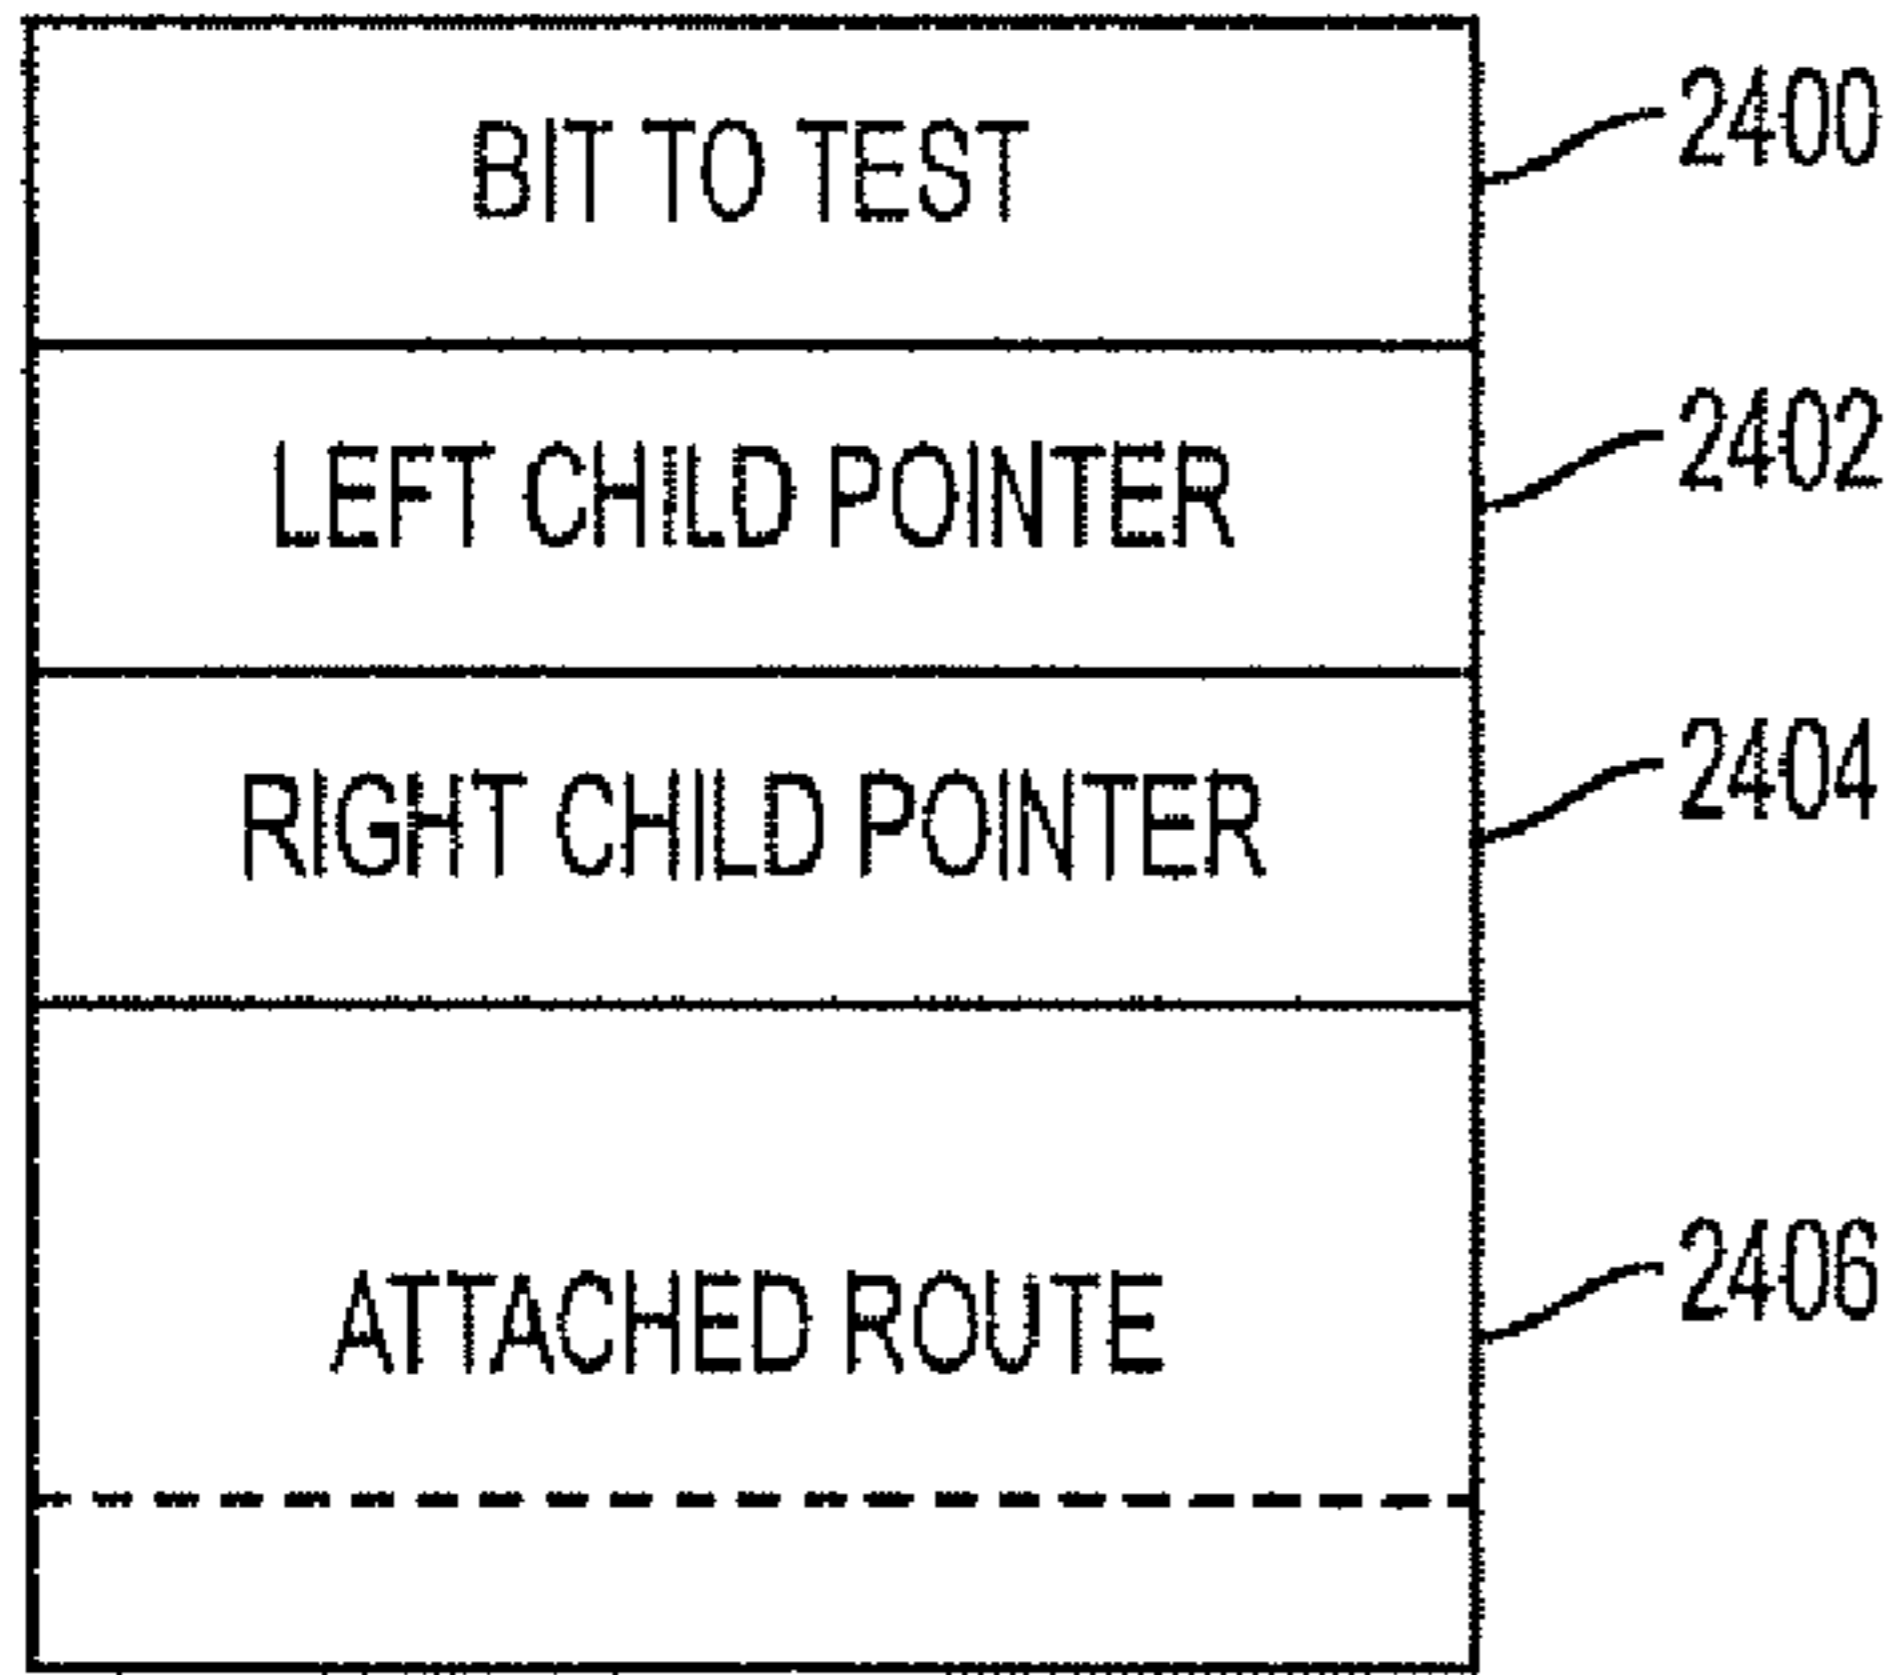 BIT TO TEST 2400
LEFT CHILD POINTER 2402
RIGHT CHILD POINTER 2404
ATTACHED ROUTE 2406